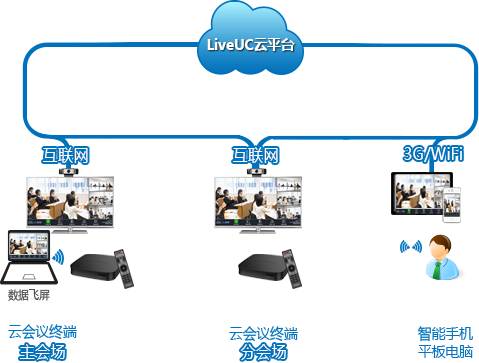 LiveUC云平台
互联网
互联网
3G/WiFi
数据飞屏
云会议终端
主会场
云会议终端
分会场
智能手机
平板电脑